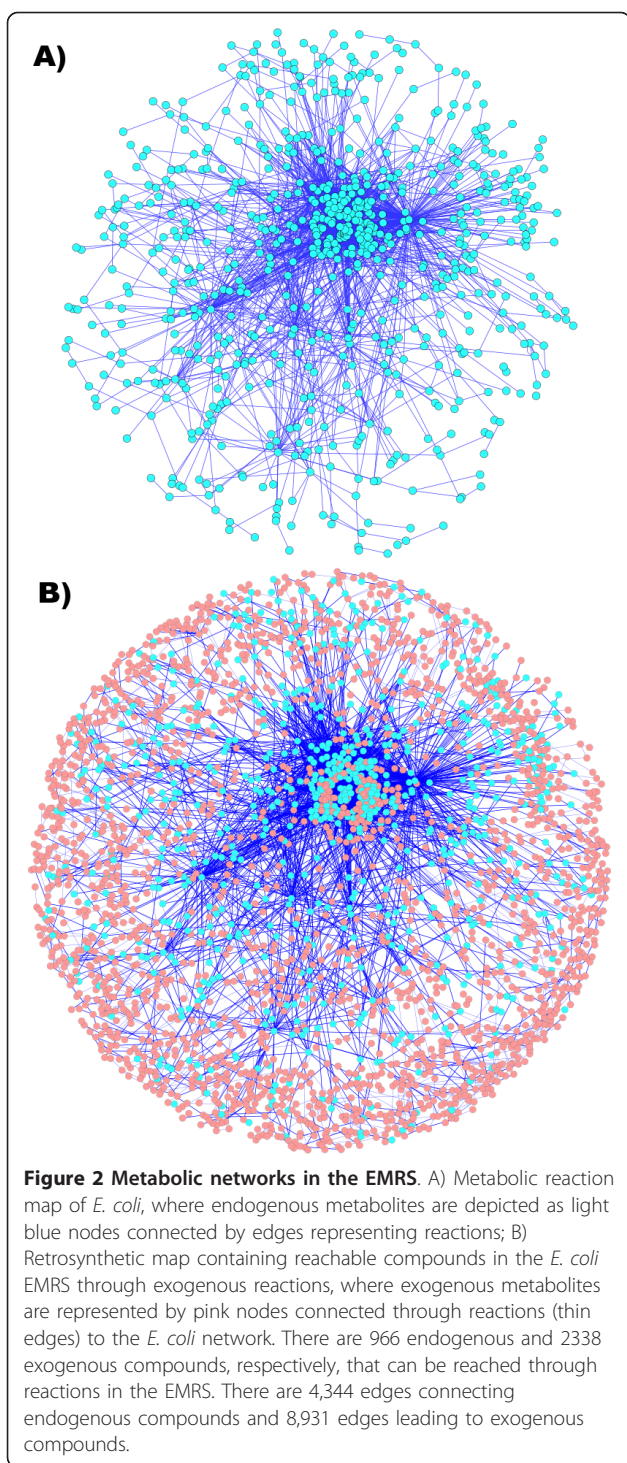 A)
B)
Figure 2 Metabolic networks in the EMRS. A) Metabolic reaction
map of E. coli, where endogenous metabolites are depicted as light
blue nodes connected by edges representing reactions; B)
Retrosynthetic map containing reachable compounds in the E. coli
EMRS through exogenous reactions, where exogenous metabolites
are represented by pink nodes connected through reactions (thin
edges) to the E. coli network. There are 966 endogenous and 2338
exogenous compounds, respectively, that can be reached through
reactions in the EMRS. There are 4,344 edges connecting
endogenous compounds and 8,931 edges leading to exogenous
compounds.